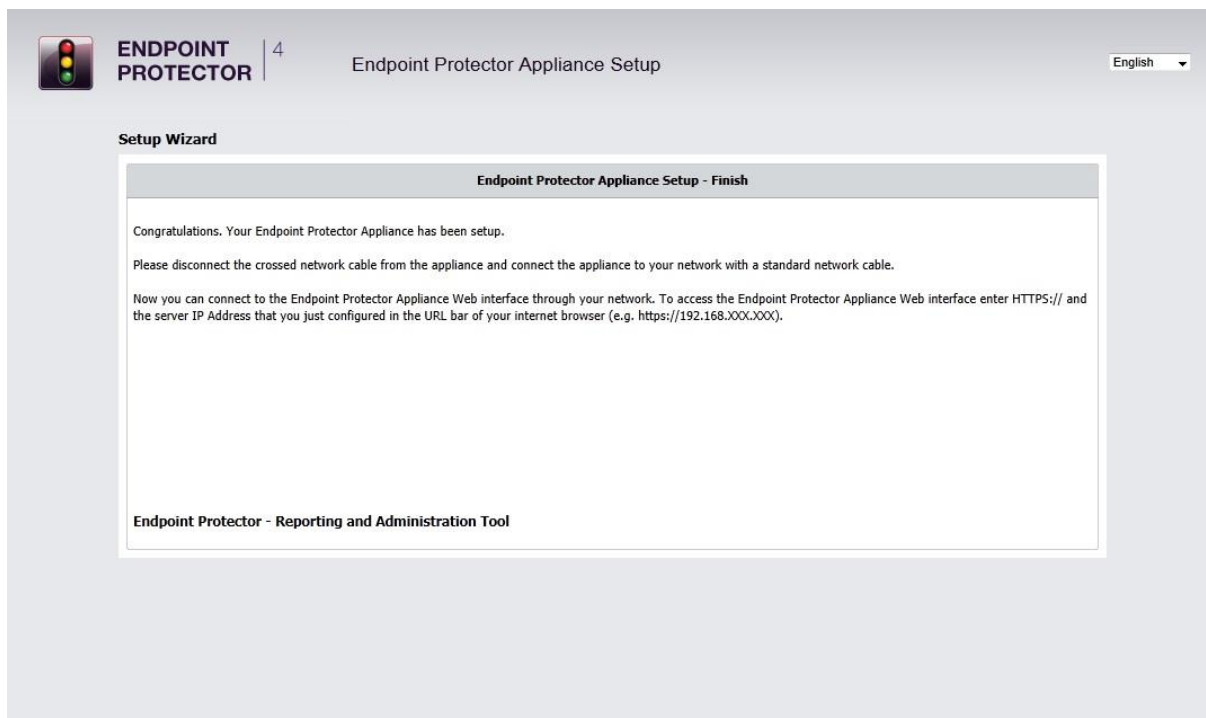 ENDPOINT
PROTECTOR
4
Endpoint Protector Appliance Setup
English
Setup Wizard
Endpoint Protector Appliance Setup - Finish
Congratulations. Your Endpoint Protector Appliance has been setup.
Please disconnect the crossed network cable from the appliance and connect the appliance to your network with a standard network cable.
Now you can connect to the Endpoint Protector Appliance Web interface through your network. To access the Endpoint Protector Appliance Web interface enter HTTPS:// and
the server IP Address that you just configured in the URL bar of your internet browser (e.g. https://192.168.XXX.XXX).
Endpoint Protector - Reporting and Administration Tool